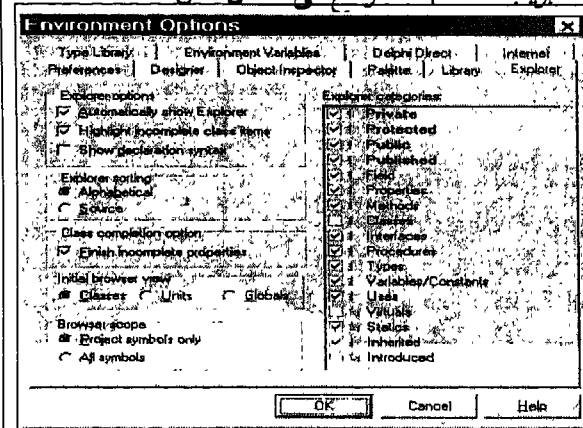 Environment Options
Type Library Environment Variables Delphi Direct Internet
Preferences Designer Object Inspector Palette Library Explorer
Explorer options
Automatically show Explorer
Highlight incomplete class items
Show declaration syntax
Explorer sorting
Alphabetical
Source
Class completion option
Finish incomplete properties
Initial browser view
Classes Units Globals
Browser scope
Project symbols only
All symbols
Explorer categories:
Private
Protected
Public
Published
Field
Properties
Methods
Classes
Interfaces
Procedures
Types
Variables/Constants
Uses
Virtuals
Statics
Inherited
Introduced
OK Cancel Help